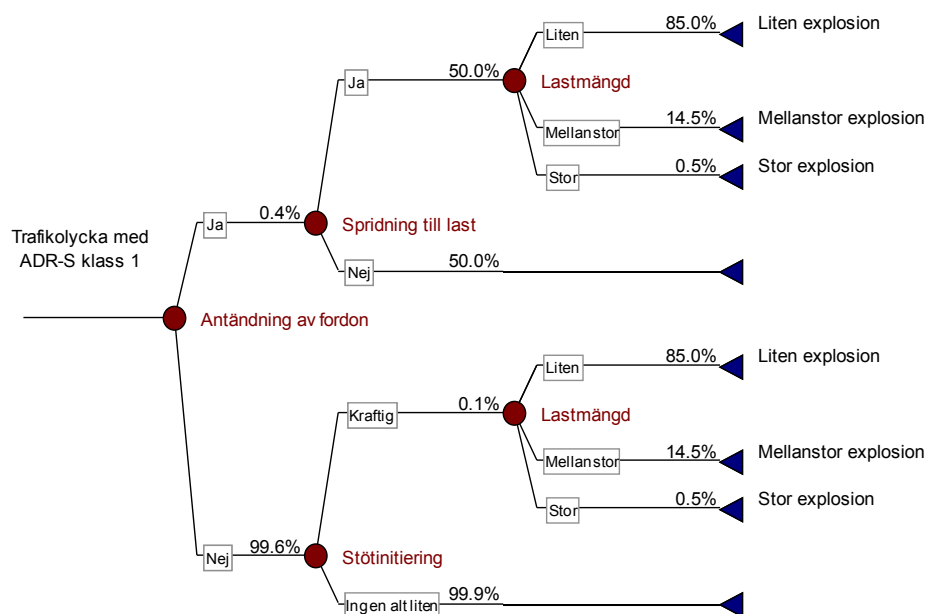 Liten
85.0%
Liten explosion
Ja
50.0%
Lastmängd
Mellanstor
14.5%
Mellanstor explosion
Stor
0.5%
Stor explosion
Ja
0.4%
Spridning till last
Trafikolycka med
ADR-S klass 1
Nej
50.0%
Antändning av fordon
Liten
85.0%
Liten explosion
Kraftig
0.1%
Lastmängd
Mellanstor
14.5%
Mellanstor explosion
Stor
0.5%
Stor explosion
Nej
99.6%
Stötinitiering
Ingen alt liten
99.9%